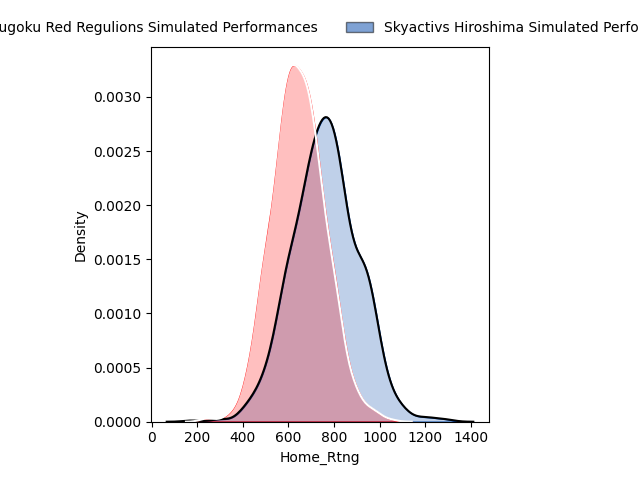 ugoku Red Regulions Simulated Performances
Skyactivs Hiroshima Simulated Perfo
0.0030
0.0025
0.0020
0.0015
0.0010
0.0005
0.0000
Density
0 200 400 600 800 1000 1200 1400
Home_Rtng